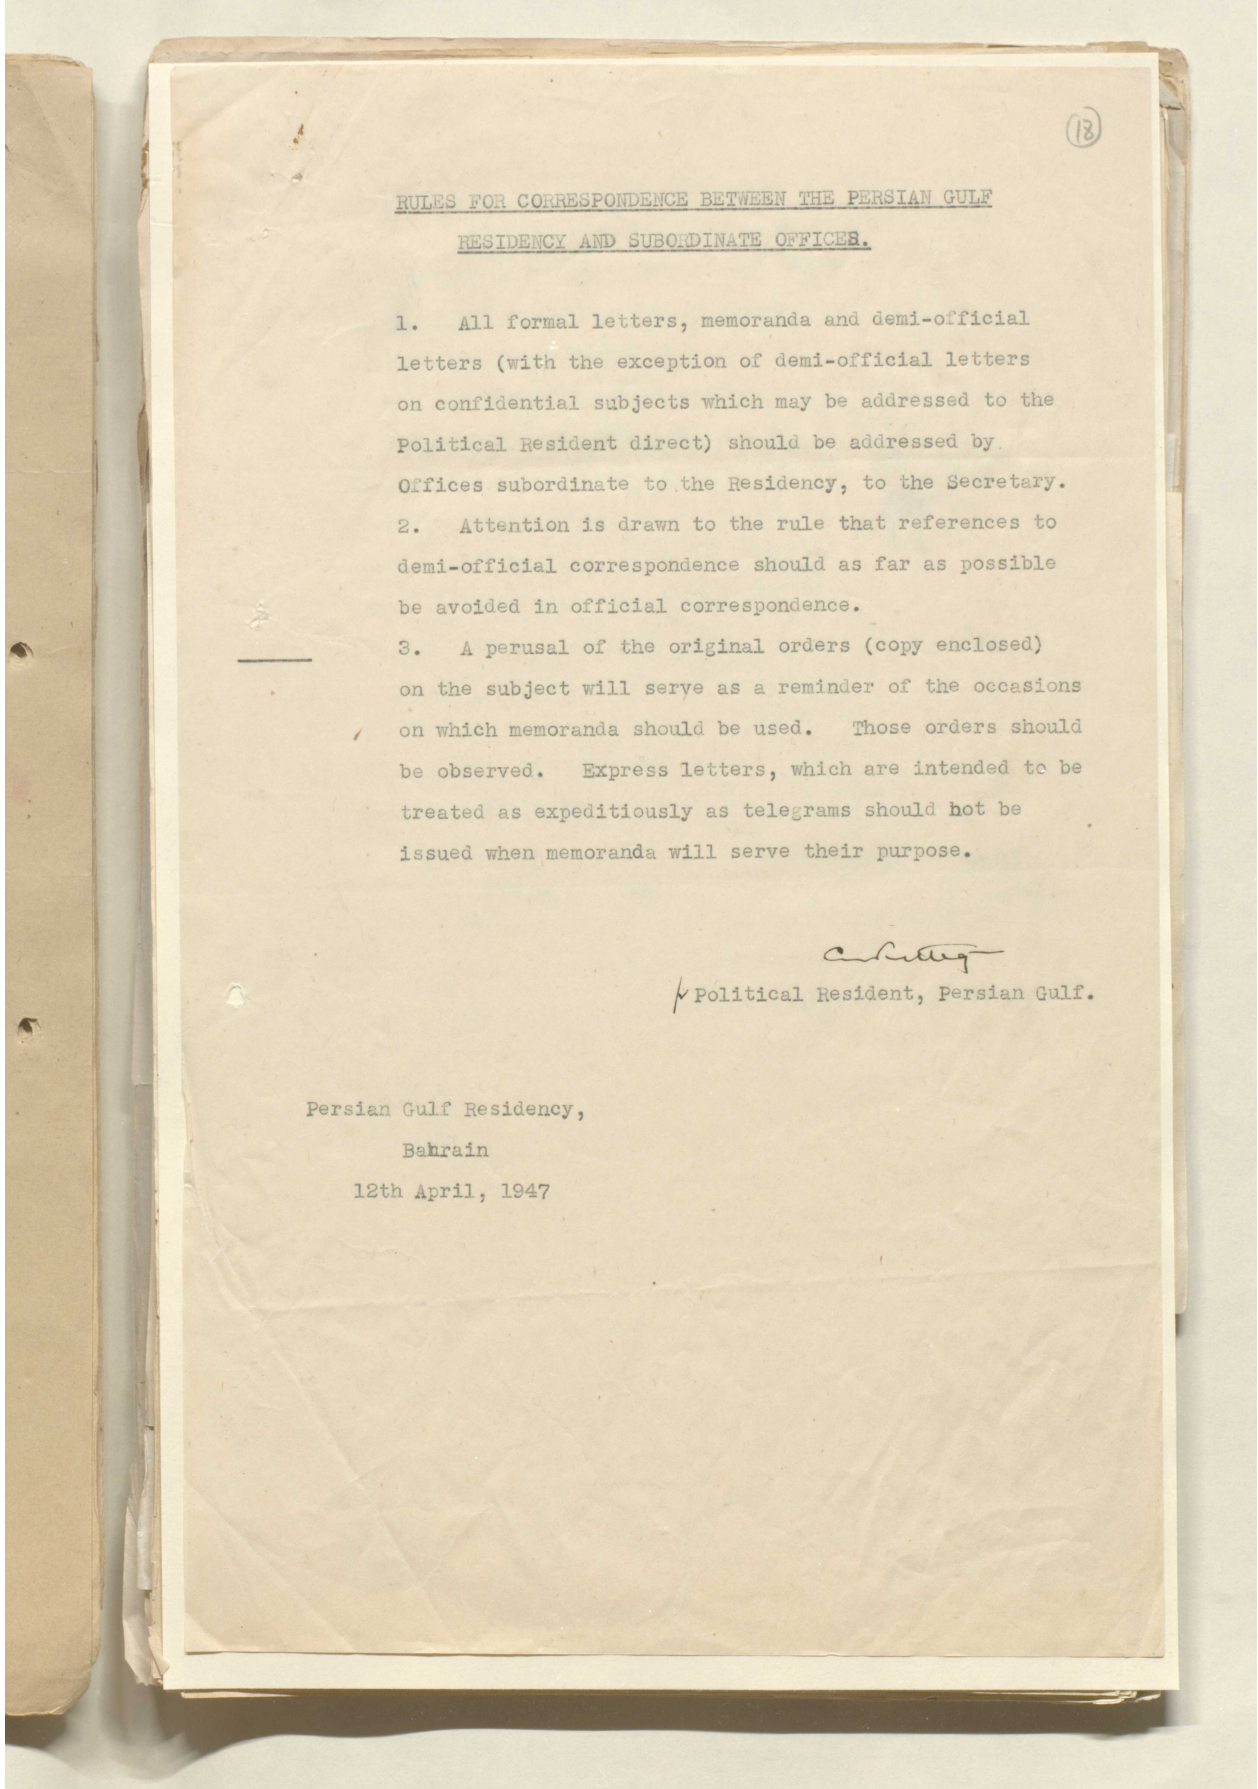 18
RULES FOR CORRESPONDENCE BETWEEN THE PERSIAN GULF
RESIDENCY AND SUBORDINATE OFFICES.
1. All formal letters, memoranda and demi-official
letters (with the exception of demi-official letters
on confidential subjects which may be addressed to the
Political Resident direct) should be addressed by
Offices subordinate to the Residency, to the Secretary.
2. Attention is drawn to the rule that references to
demi-official correspondence should as far as possible
be avoided in official correspondence.
3. A perusal of the original orders (copy enclosed)
on the subject will serve as a reminder of the occasions
on which memoranda should be used. Those orders should
be observed. Express letters, which are intended to be
treated as expeditiously as telegrams should not be
issued when memoranda will serve their purpose.
Political Resident, Persian Gulf.
Persian Gulf Residency,
Bahrain
12th April, 1947